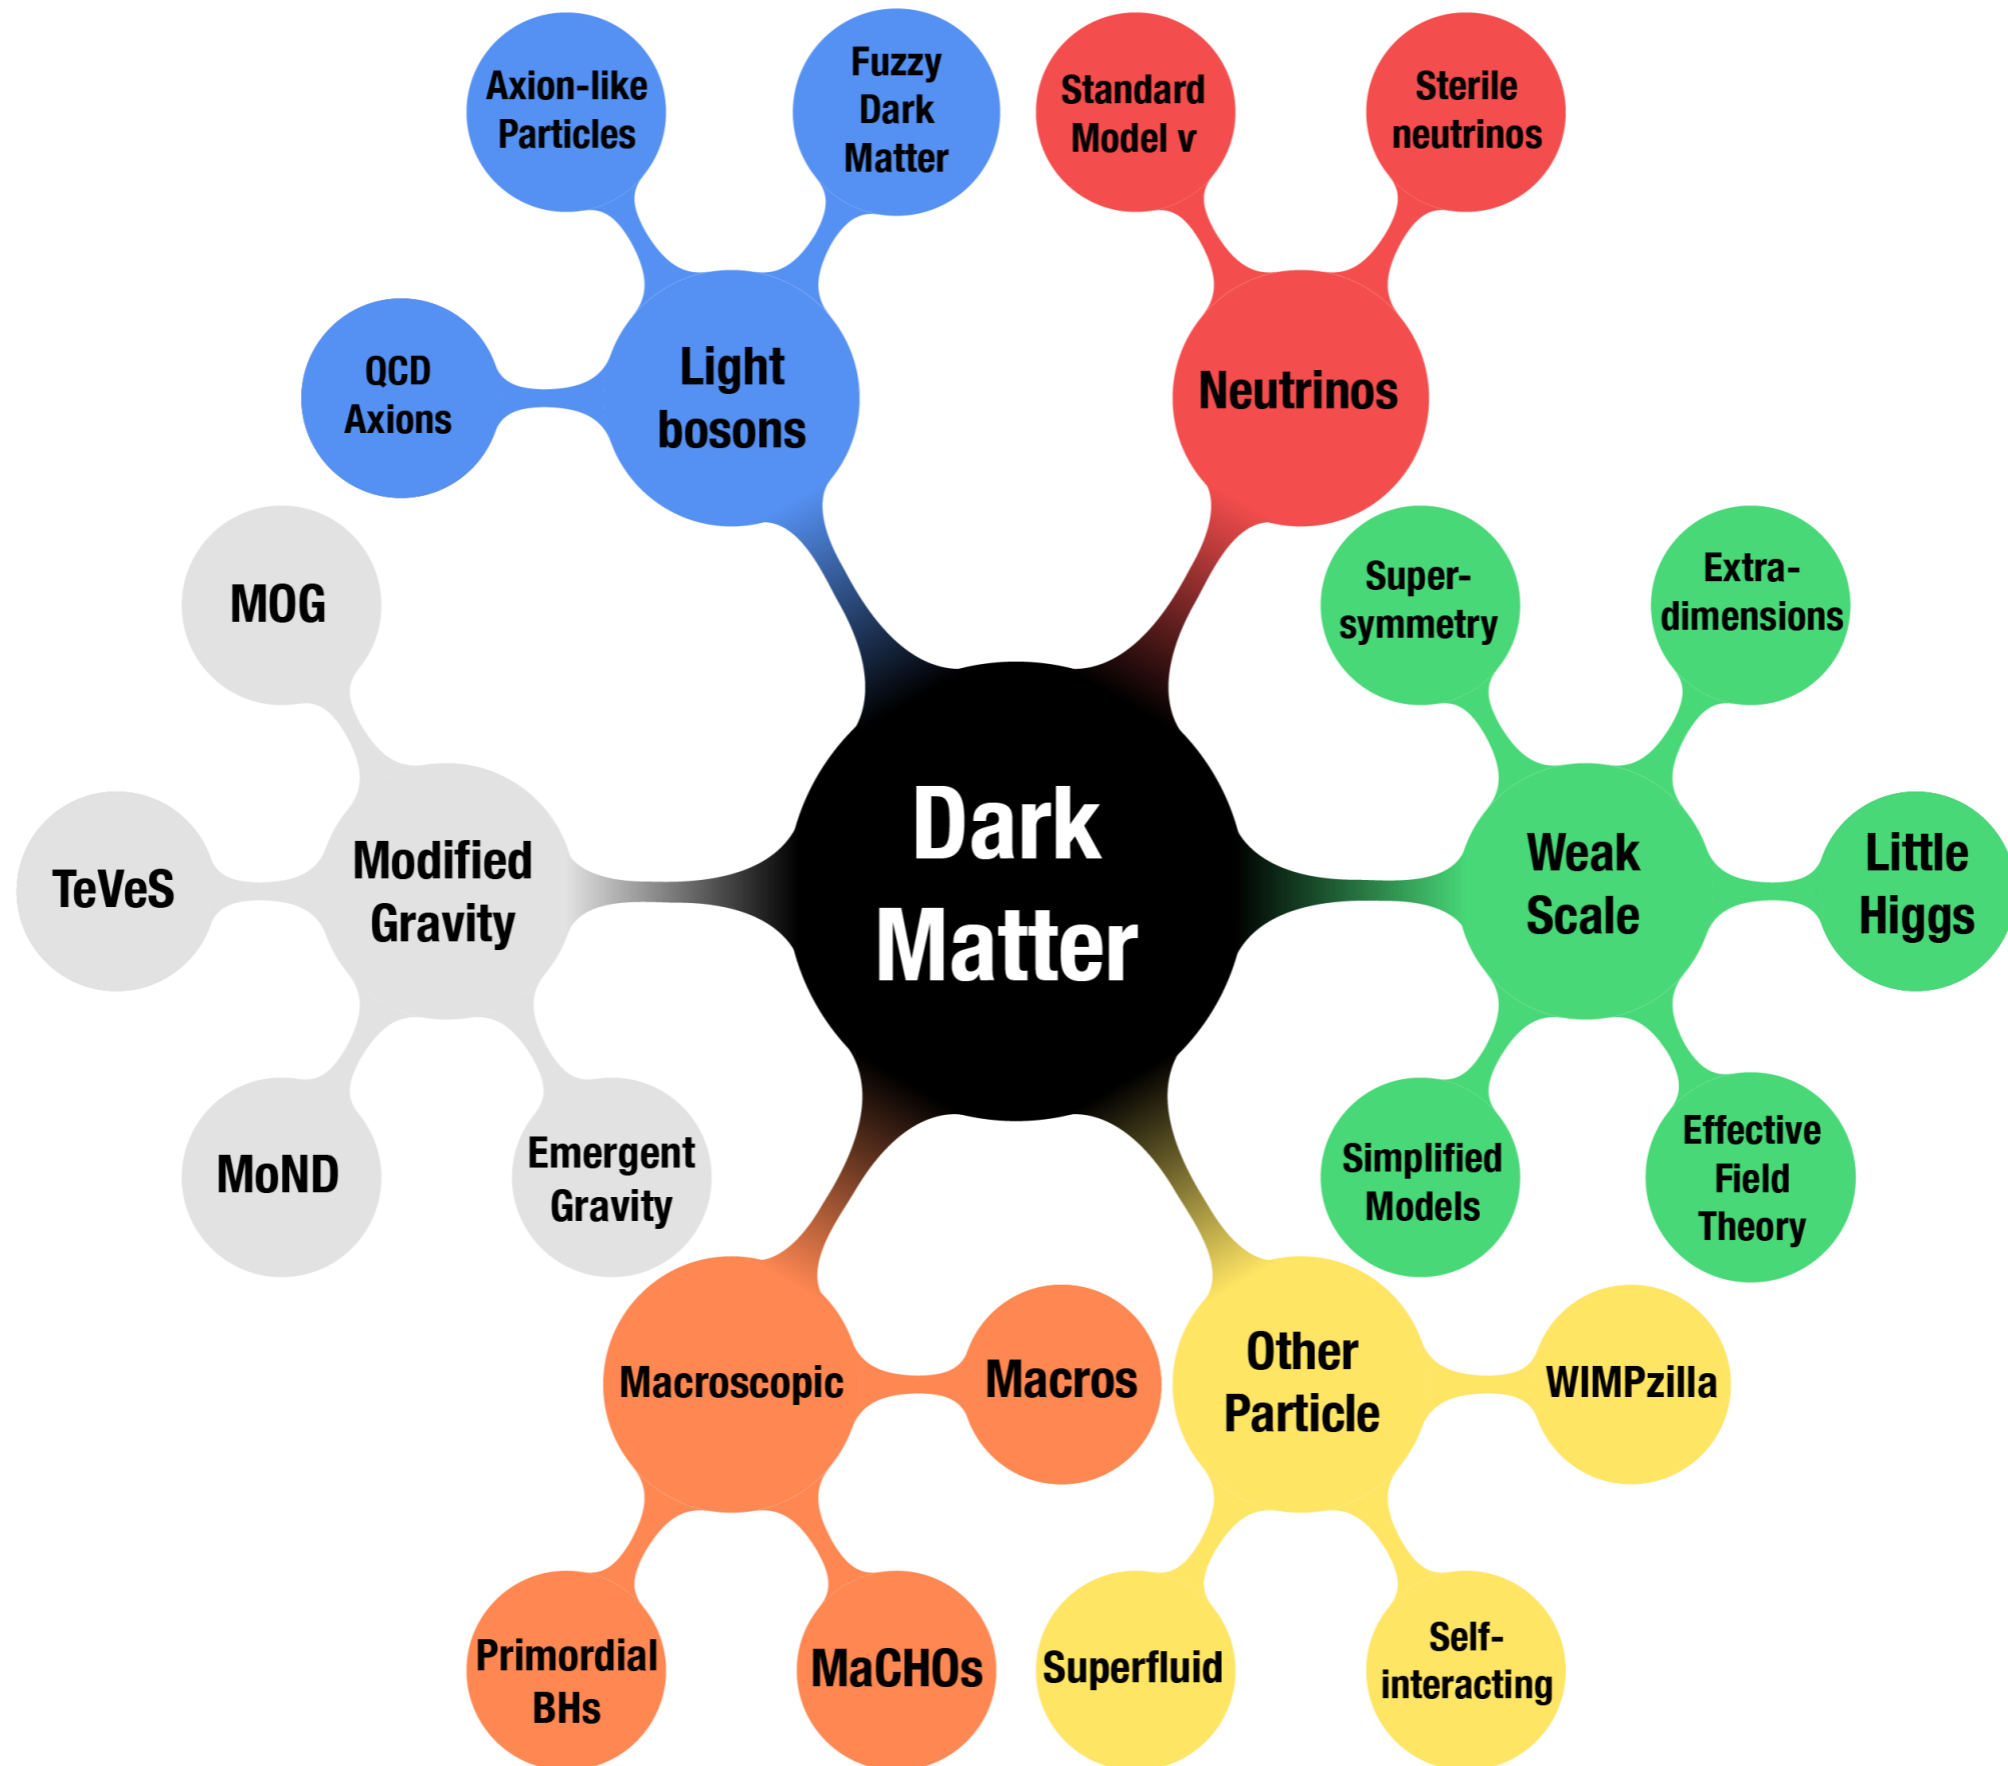 Axion-like
Particles
Fuzzy
Dark
Matter
Standard
Model ν
Sterile
neutrinos
QCD
Axions
Light
bosons
Neutrinos
MOG
Super-
symmetry
Extra-
dimensions
TeVeS
Modified
Gravity
Dark
Matter
Weak
Scale
Little
Higgs
MoND
Emergent
Gravity
Simplified
Models
Effective
Field
Theory
Macroscopic
Macros
Other
Particle
WIMPzilla
Primordial
BHs
MaCHOs
Superfluid
Self-
interacting